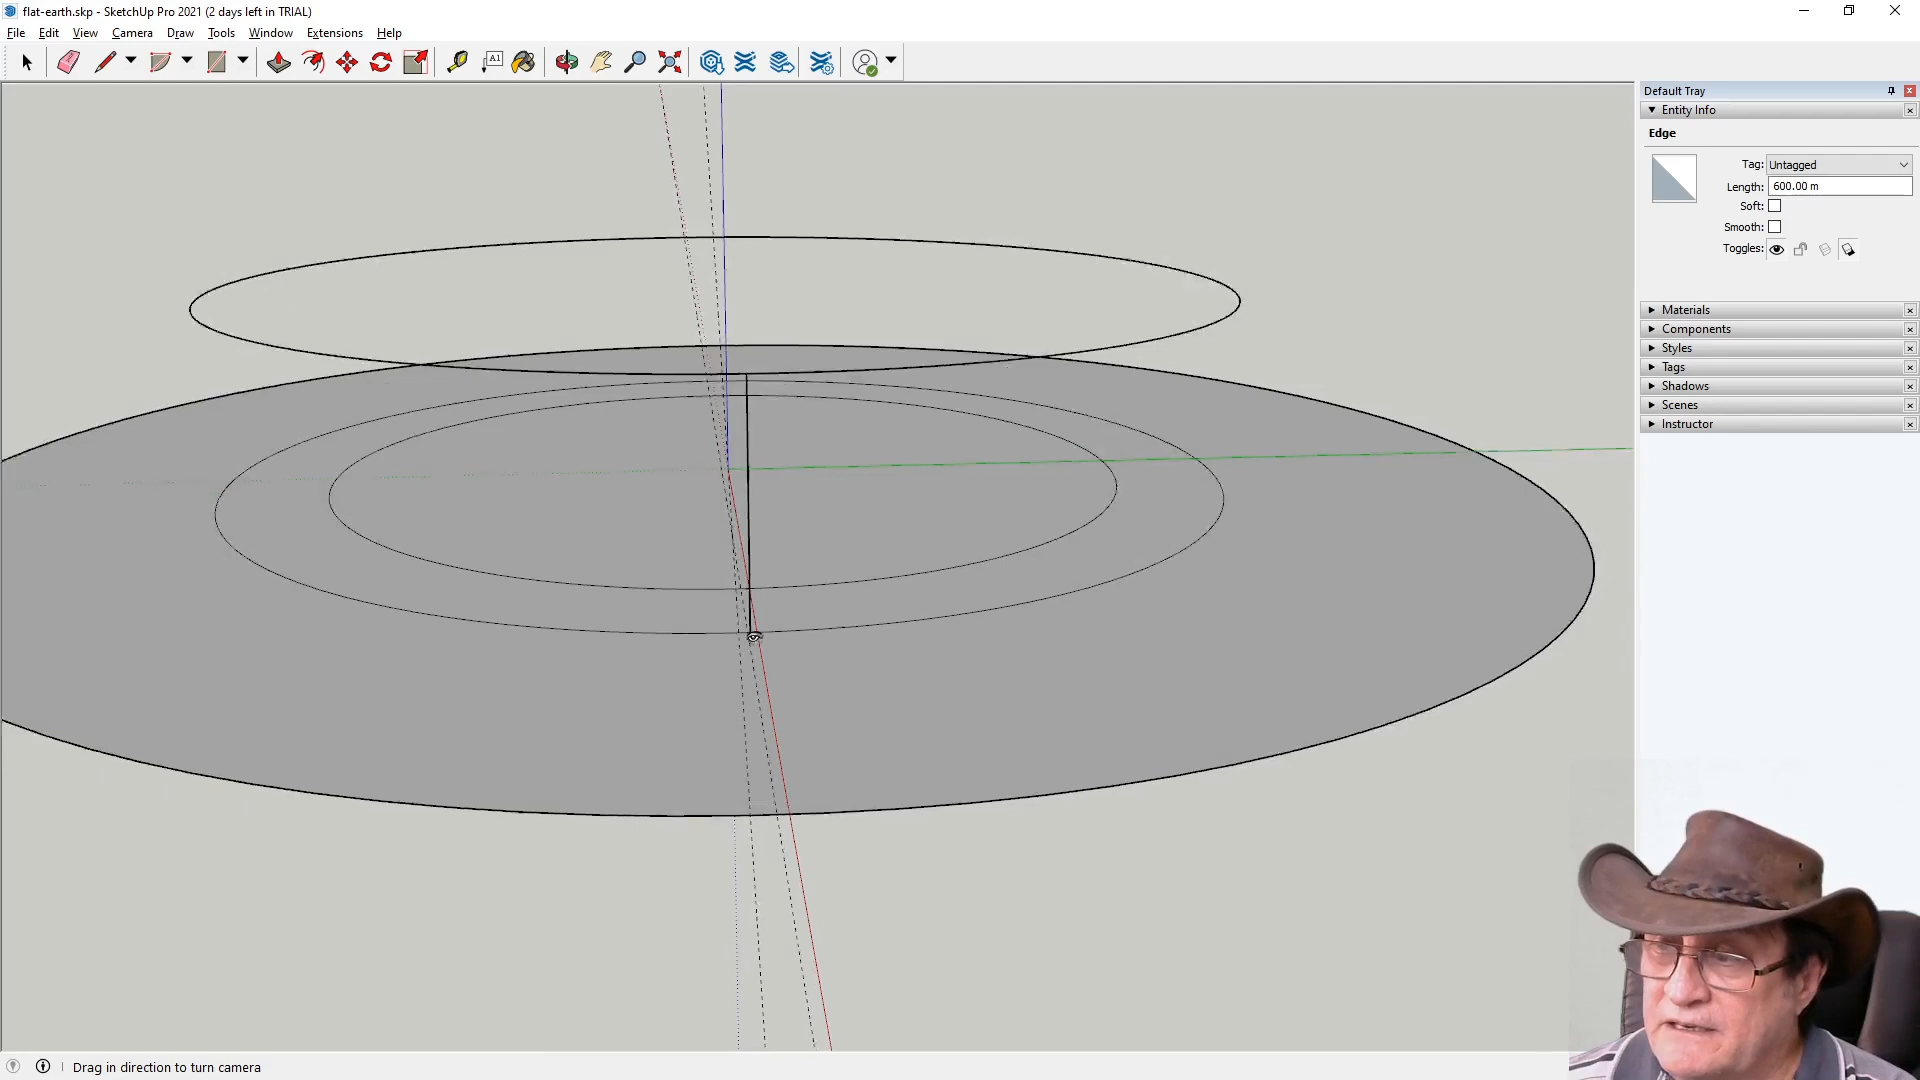 flat-earth.skp - SketchUp Pro 2021 (2 days left in TRIAL)
File Edit View Camera Draw Tools Window Extensions Help
A1
Default Tray
Entity Info
Edge
Tag: Untagged
Length: 600.00 m
Soft:
Smooth:
Toggles:
Materials
Components
Styles
Tags
Shadows
Scenes
Instructor
Drag in direction to turn camera